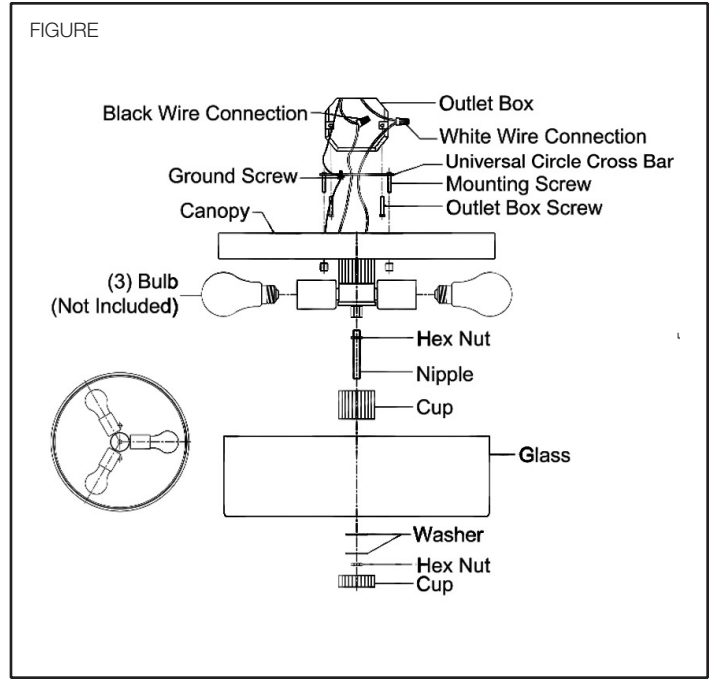 FIGURE
Outlet Box
Black Wire Connection
White Wire Connection
Universal Circle Cross Bar
Ground Screw
Mounting Screw
Canopy
Outlet Box Screw
(3) Bulb
(Not Included)
Hex Nut
Nipple
Cup
Glass
Washer
Hex Nut
Cup